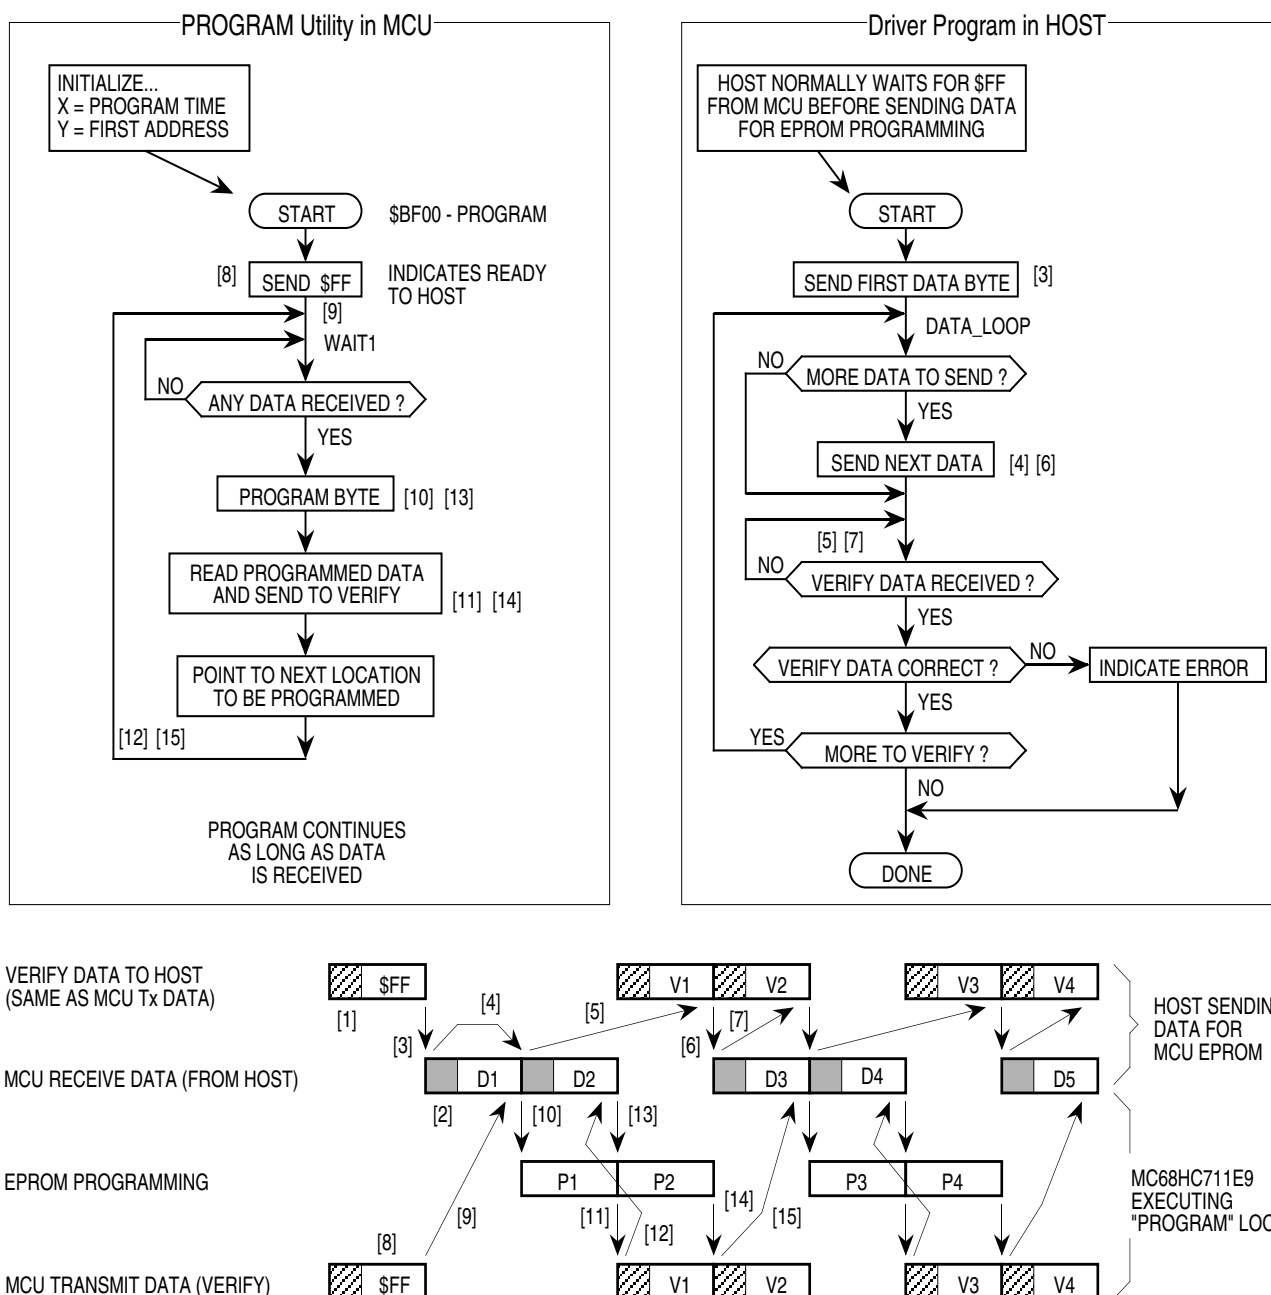 PROGRAM Utility in MCU
INITIALIZE...
X = PROGRAM TIME
Y = FIRST ADDRESS
START
$BF00 - PROGRAM
[8]
SEND $FF
INDICATES READY
TO HOST
[9]
WAIT1
NO
ANY DATA RECEIVED ?
YES
PROGRAM BYTE
[10] [13]
READ PROGRAMMED DATA
AND SEND TO VERIFY
[11] [14]
POINT TO NEXT LOCATION
TO BE PROGRAMMED
[12] [15]
PROGRAM CONTINUES
AS LONG AS DATA
IS RECEIVED
Driver Program in HOST
HOST NORMALLY WAITS FOR $FF
FROM MCU BEFORE SENDING DATA
FOR EPROM PROGRAMMING
START
SEND FIRST DATA BYTE
[3]
DATA_LOOP
NO
MORE DATA TO SEND ?
YES
SEND NEXT DATA
[4] [6]
[5] [7]
NO
VERIFY DATA RECEIVED ?
YES
VERIFY DATA CORRECT ?
NO
INDICATE ERROR
YES
YES
MORE TO VERIFY ?
NO
DONE
VERIFY DATA TO HOST
(SAME AS MCU Tx DATA)
$FF
V1
V2
V3
V4
[1]
[4]
[5]
[7]
[3]
[6]
HOST SENDIN
DATA FOR
MCU EPROM
MCU RECEIVE DATA (FROM HOST)
D1
D2
D3
D4
D5
[2]
[10]
[13]
EPROM PROGRAMMING
P1
P2
P3
P4
MC68HC711E9
EXECUTING
"PROGRAM" LOO
[9]
[11]
[12]
[14]
[15]
[8]
MCU TRANSMIT DATA (VERIFY)
$FF
V1
V2
V3
V4